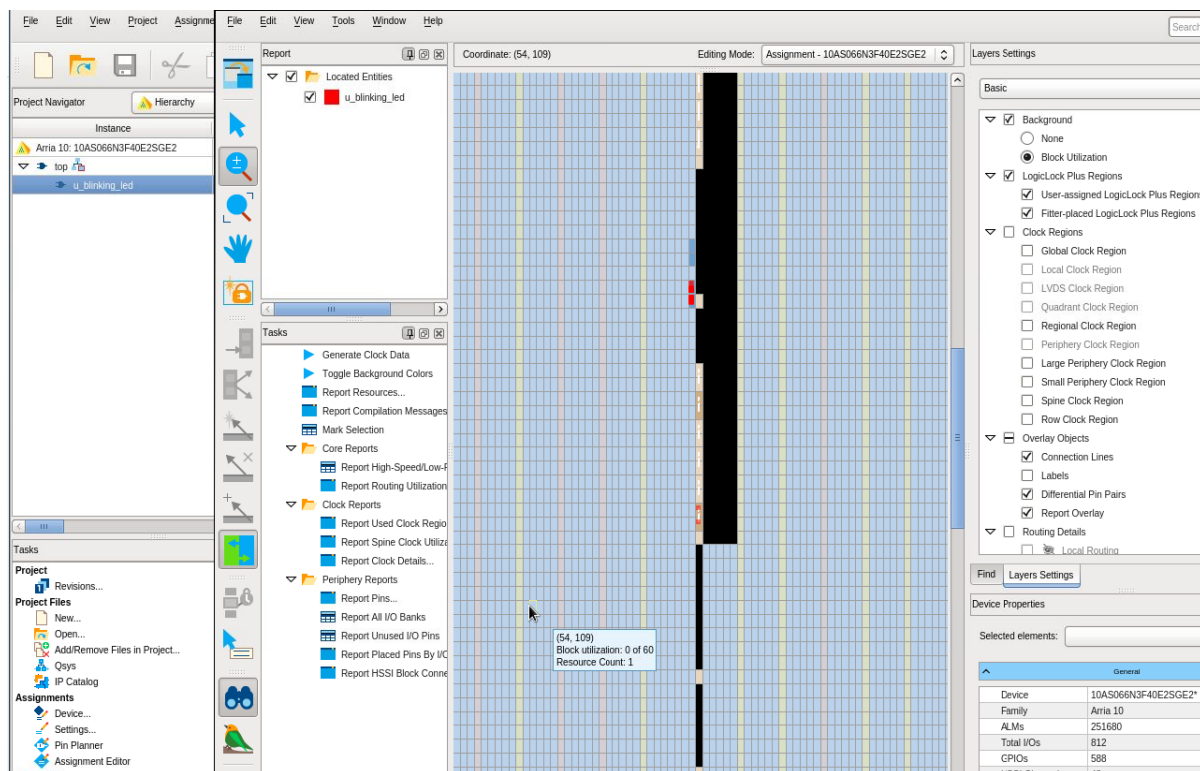 File Edit View Project Assignme
Project Navigator
Hierarchy
Instance
Arria 10: 10AS066N3F40E2SGE2
top
u_blinking_led
Tasks
Project
Revisions...
Project Files
New...
Open...
Add/Remove Files in Project...
Qsys
IP Catalog
Assignments
Device...
Settings...
Pin Planner
Assignment Editor
File Edit View Tools Window Help
Search
Report
Located Entities
u_blinking_led
Tasks
Generate Clock Data
Toggle Background Colors
Report Resources...
Report Compilation Messages
Mark Selection
Core Reports
Report High-Speed/Low-F
Report Routing Utilization
Clock Reports
Report Used Clock Regio
Report Spine Clock Utiliza
Report Clock Details...
Periphery Reports
Report Pins...
Report All I/O Banks
Report Unused I/O Pins
Report Placed Pins By I/O
Report HSSI Block Conne
Coordinate: (54, 109)
Editing Mode: Assignment - 10AS066N3F40E2SGE2
(54, 109)
Block utilization: 0 of 60
Resource Count: 1
Layers Settings
Basic
Background
None
Block Utilization
LogicLock Plus Regions
User-assigned LogicLock Plus Regions
Fitter-placed LogicLock Plus Regions
Clock Regions
Global Clock Region
Local Clock Region
LVDS Clock Region
Quadrant Clock Region
Regional Clock Region
Periphery Clock Region
Large Periphery Clock Region
Small Periphery Clock Region
Spine Clock Region
Row Clock Region
Overlay Objects
Connection Lines
Labels
Differential Pin Pairs
Report Overlay
Routing Details
Local Routing
Find Layers Settings
Device Properties
Selected elements:
General
Device 10AS066N3F40E2SGE2*
Family Arria 10
ALMs 251680
Total I/Os 812
GPIOs 588